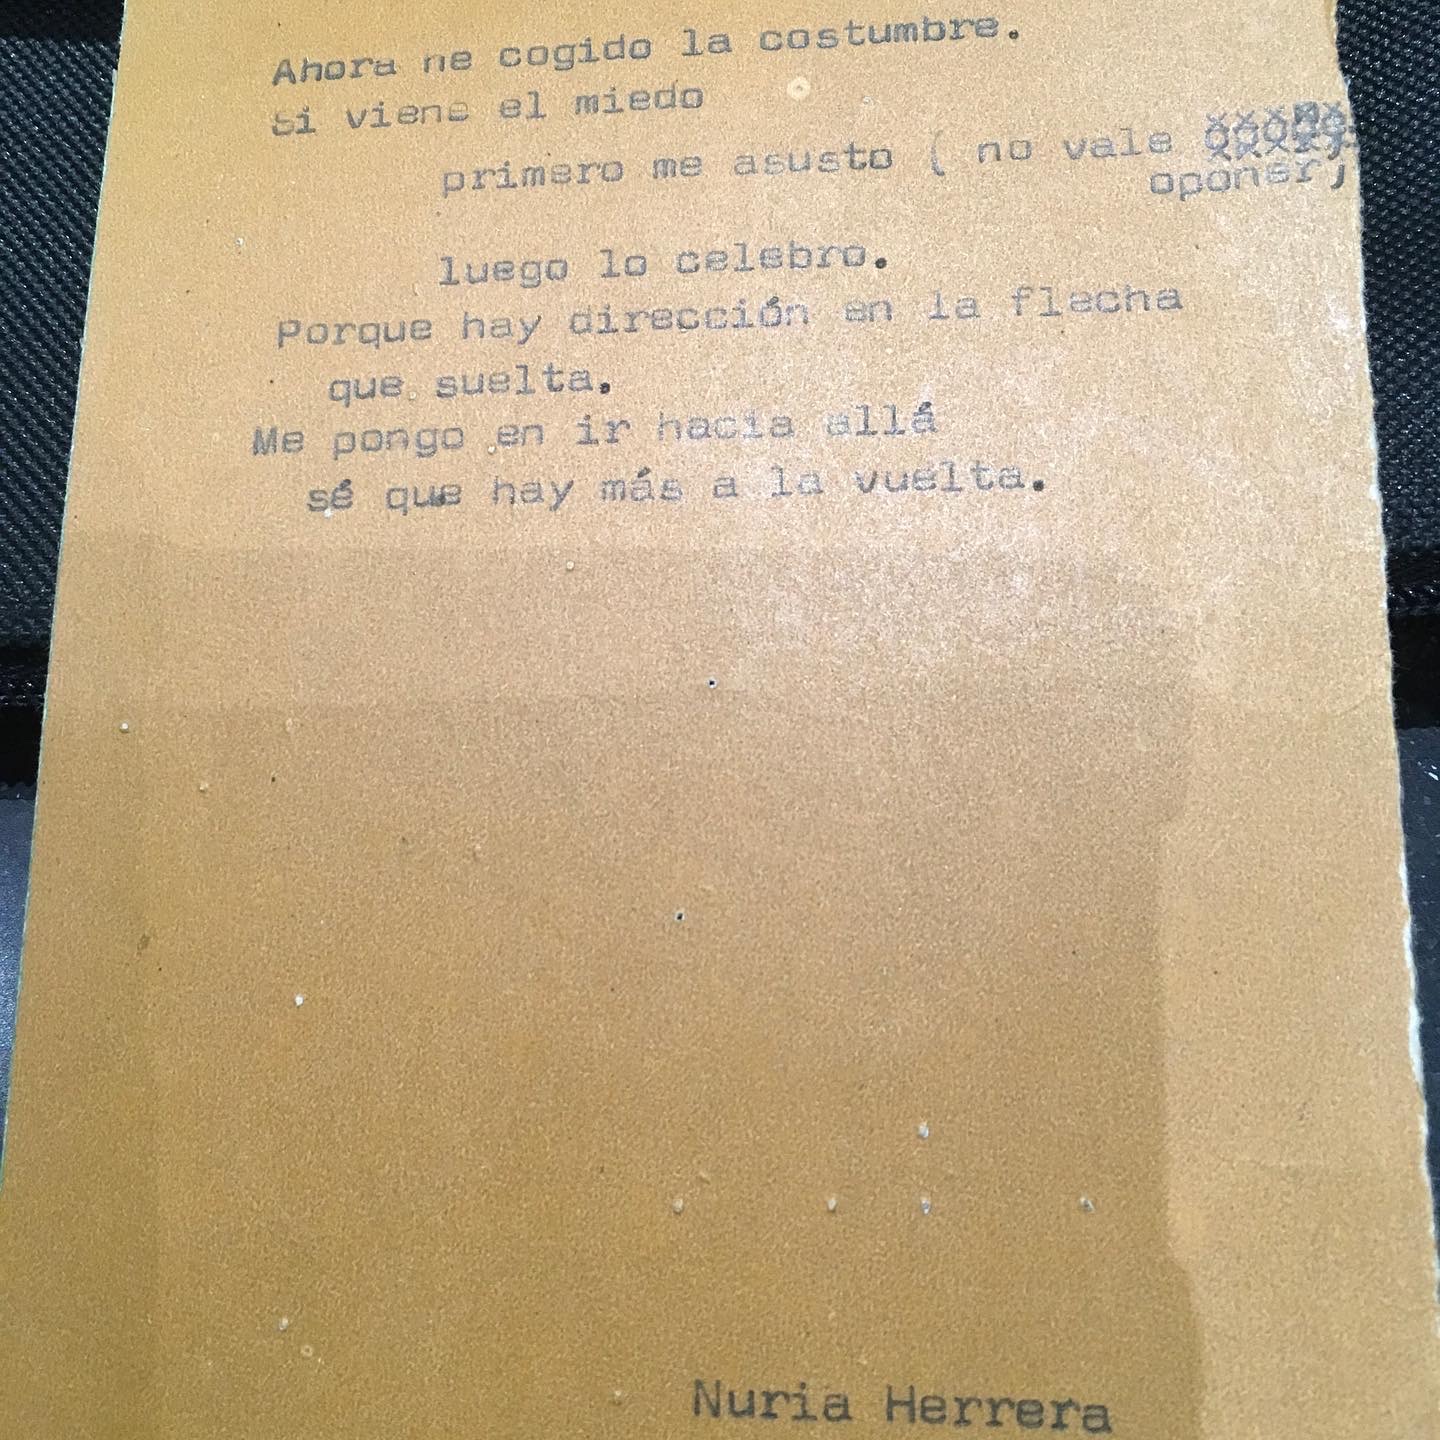 Ahora he cogido la costumbre.
Si viene el miedo
primero me asusto ( no vale
oponer,
luego lo celebro.
Porque hay dirección en la flecha
que suelta.
Me pongo en ir hacia allá
sé que hay más a la vuelta.
Nuria Herrera